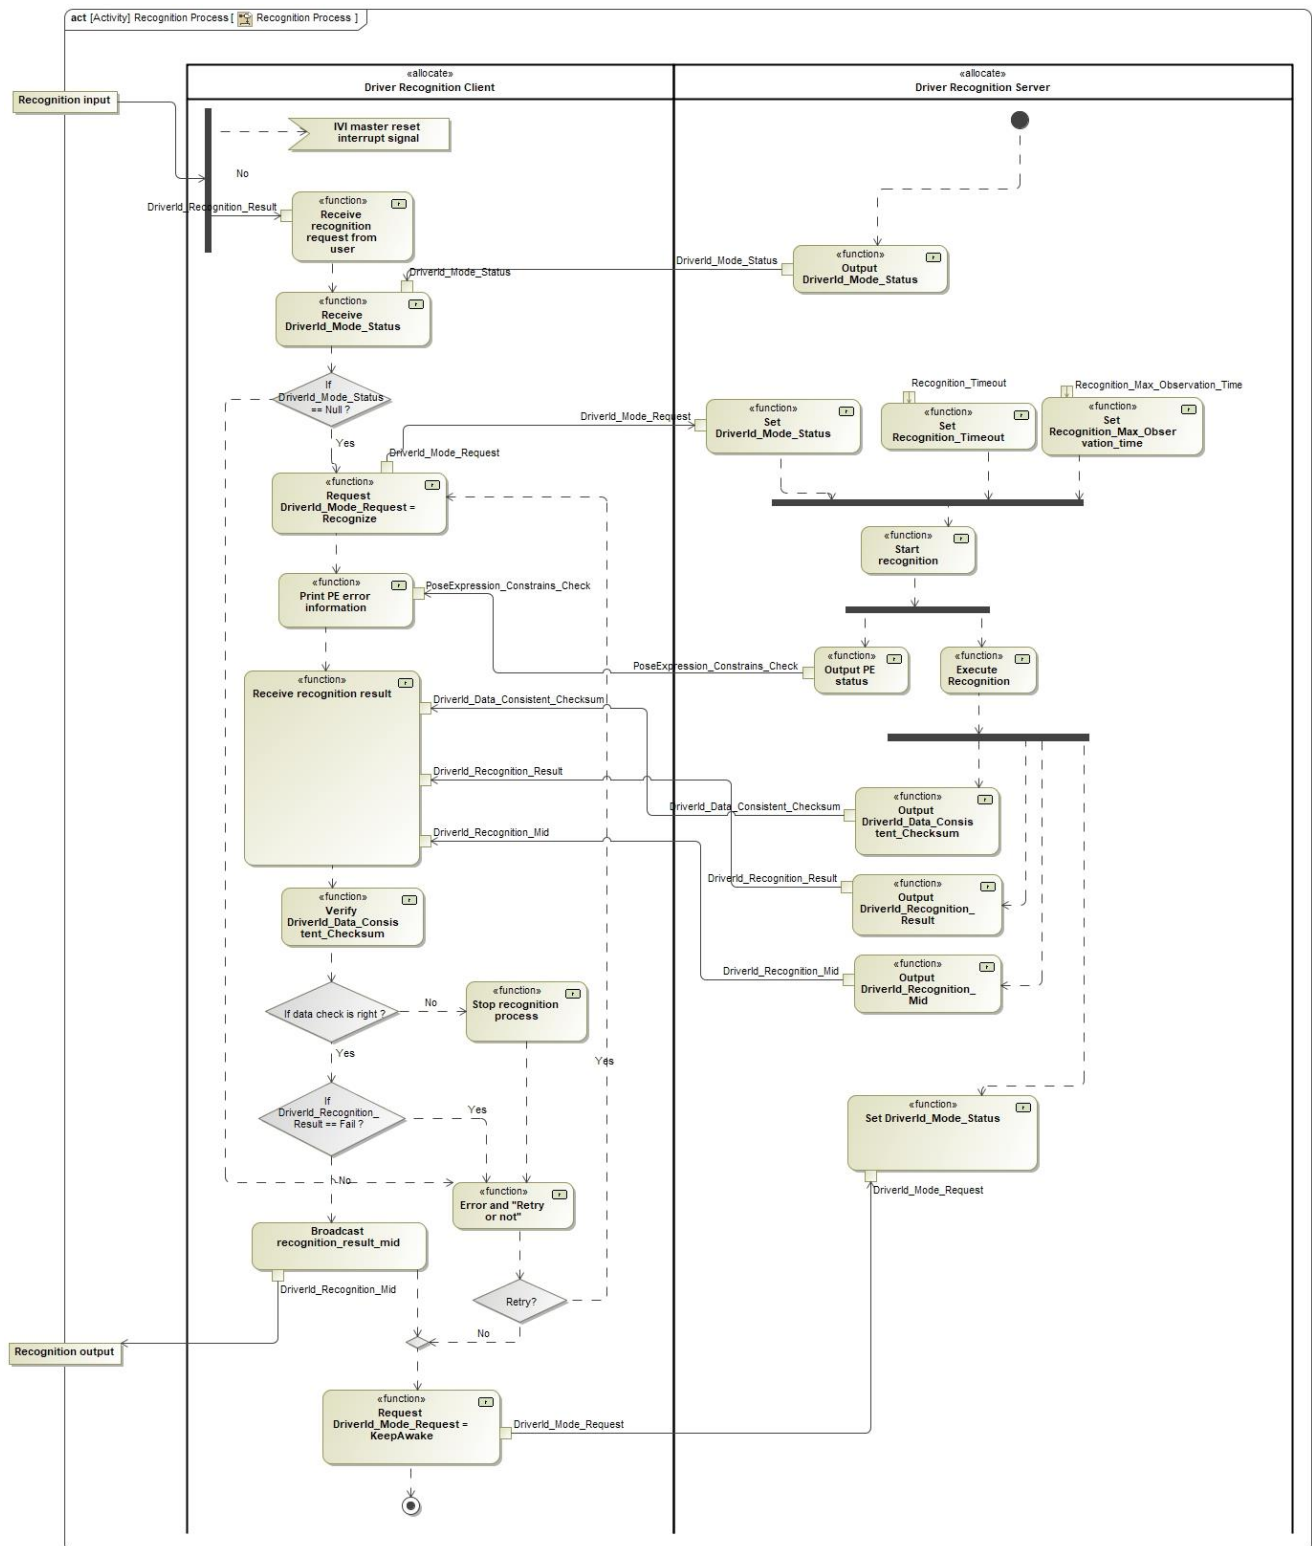 act [Activity] Recognition Process [ Recognition Process ]
«allocate»
Driver Recognition Client
«allocate»
Driver Recognition Server
Recognition input
IVI master reset
interrupt signal
No
DriverId_Recognition_Result
«function»
Receive
recognition
request from
user
DriverId_Mode_Status
DriverId_Mode_Status
«function»
Output
DriverId_Mode_Status
«function»
Receive
DriverId_Mode_Status
If
DriverId_Mode_Status
== Null ?
Yes
DriverId_Mode_Request
DriverId_Mode_Request
«function»
Set
DriverId_Mode_Status
Recognition_Timeout
«function»
Set
Recognition_Timeout
Recognition_Max_Observation_Time
«function»
Set
Recognition_Max_Obser
vation_time
«function»
Request
DriverId_Mode_Request =
Recognize
«function»
Start
recognition
«function»
Print PE error
information
PoseExpression_Constrains_Check
PoseExpression_Constrains_Check
«function»
Output PE
status
«function»
Execute
Recognition
«function»
Receive recognition result
DriverId_Data_Consistent_Checksum
DriverId_Recognition_Result
DriverId_Recognition_Mid
DriverId_Data_Consistent_Checksum
«function»
Output
DriverId_Data_Consis
tent_Checksum
DriverId_Recognition_Result
«function»
Output
DriverId_Recognition_
Result
DriverId_Recognition_Mid
«function»
Output
DriverId_Recognition_
Mid
«function»
Verify
DriverId_Data_Consis
tent_Checksum
If data check is right ?
No
«function»
Stop recognition
process
Yes
Yes
If
DriverId_Recognition_
Result == Fail ?
Yes
«function»
Set DriverId_Mode_Status
DriverId_Mode_Request
No
«function»
Error and "Retry
or not"
Broadcast
recognition_result_mid
DriverId_Recognition_Mid
Retry?
No
Recognition output
«function»
Request
DriverId_Mode_Request =
KeepAwake
DriverId_Mode_Request